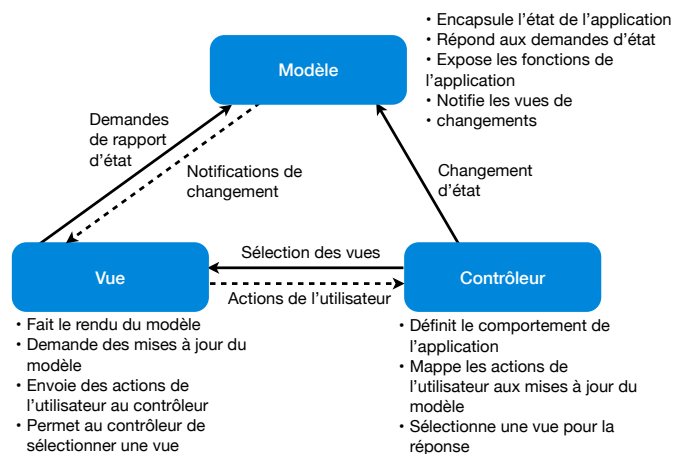 Modèle
• Encapsule l'état de l'application
• Répond aux demandes d'état
• Expose les fonctions de
l'application
• Notifie les vues de
• changements
Demandes
de rapport
d'état
Notifications de
changement
Changement
d'état
Vue
Sélection des vues
Actions de l'utilisateur
Contrôleur
• Fait le rendu du modèle
• Demande des mises à jour du
modèle
• Envoie des actions de
l'utilisateur au contrôleur
• Permet au contrôleur de
sélectionner une vue
• Définit le comportement de
l'application
• Mappe les actions de
l'utilisateur aux mises à jour du
modèle
• Sélectionne une vue pour la
réponse